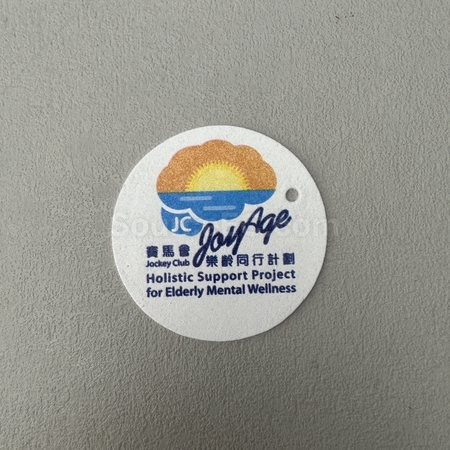 JC
JoyAge
賽馬會
Jockey Club 樂齡同行計劃
Holistic Support Project
for Elderly Mental Wellness